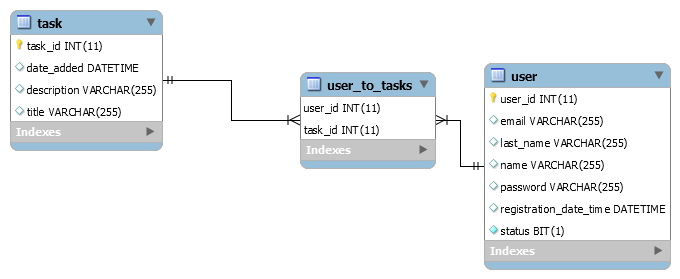 task
task_id INT(11)
date_added DATETIME
description VARCHAR(255)
title VARCHAR(255)
Indexes
user_to_tasks
user_id INT(11)
task_id INT(11)
Indexes
user
user_id INT(11)
email VARCHAR(255)
last_name VARCHAR(255)
name VARCHAR(255)
password VARCHAR(255)
registration_date_time DATETIME
status BIT(1)
Indexes